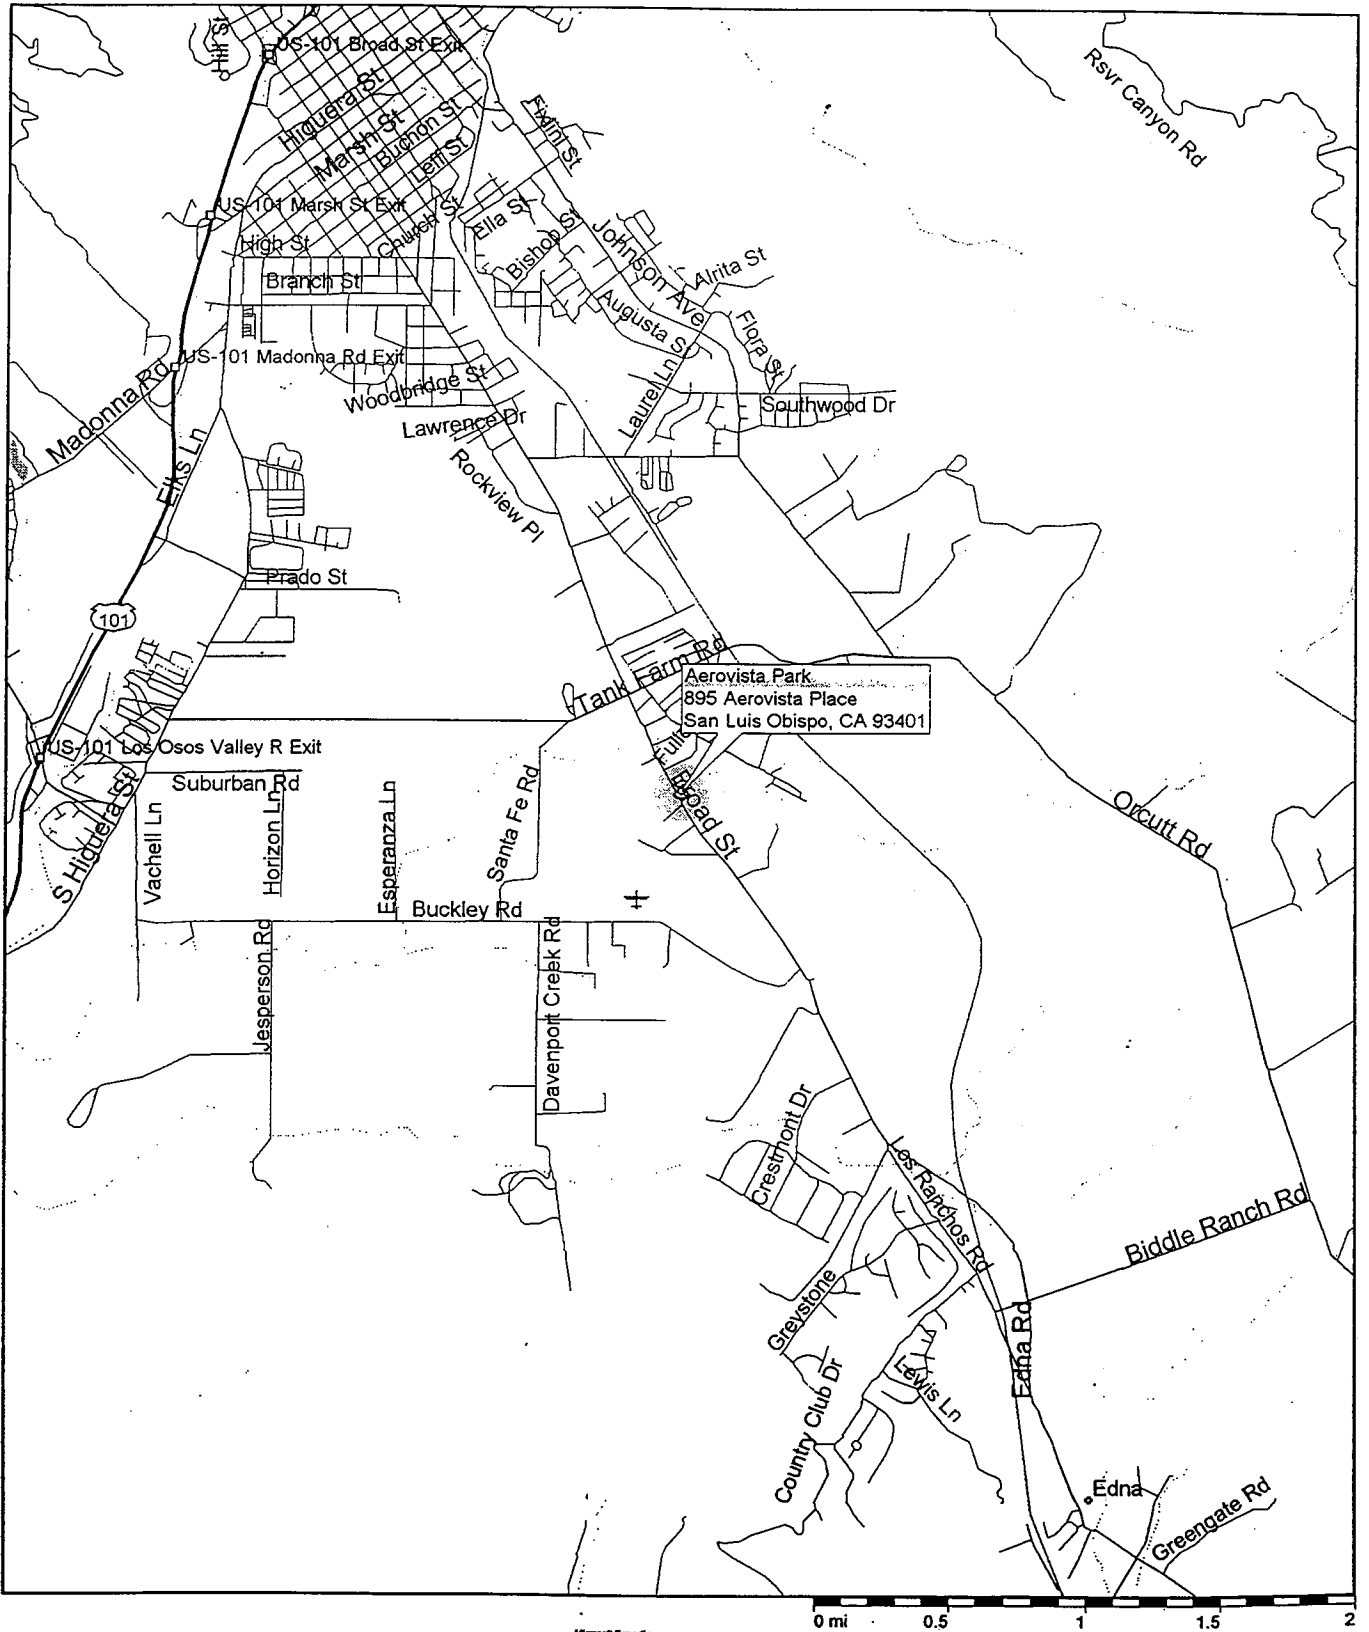 Hill St
US-101 Broad St Exit
Higuera St
Marsh St
Buchon St
Leff St
Fixlini St
Rsvr Canyon Rd
US-101 Marsh St Exit
High St
Church St
Ella St
Bishop St
Johnson Ave
Alrita St
Branch St
Augusta St
Flora St
US-101 Madonna Rd Exit
Madonna Rd
Woodbridge St
Laurel Ln
Southwood Dr
Lawrence Dr
Elks Ln
Rockview Pl
Prado St
101
Tank Farm Rd
Aerovista Park
895 Aerovista Place
San Luis Obispo, CA 93401
US-101 Los Osos Valley R Exit
Suburban Rd
S Higuera St
Vachell Ln
Horizon Ln
Esperanza Ln
Santa Fe Rd
Broad St
Orcutt Rd
Buckley Rd
Jesperson Rd
Davenport Creek Rd
Crestmont Dr
Los Ranchos Rd
Biddle Ranch Rd
Greystone
Edna Rd
Country Club Dr
Lewis Ln
Edna
Greengate Rd
0 mi 0.5 1 1.5 2